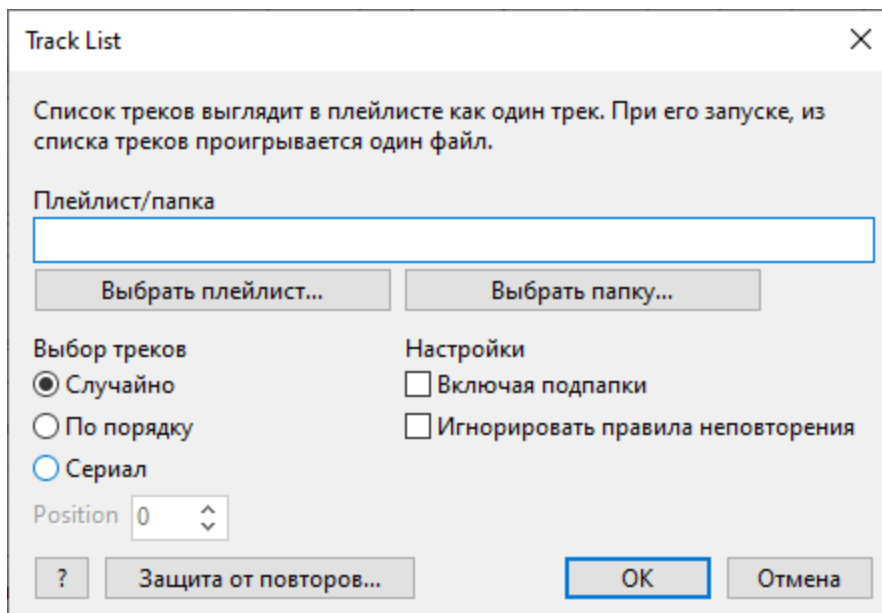 Track List
Список треков выглядит в плейлисте как один трек. При его запуске, из
списка треков проигрывается один файл.
Плейлист/папка
Выбрать плейлист...
Выбрать папку...
Выбор треков
Случайно
По порядку
Сериал
Position 0
Настройки
Включая подпапки
Игнорировать правила неповторения
?
Защита от повторов...
OK
Отмена